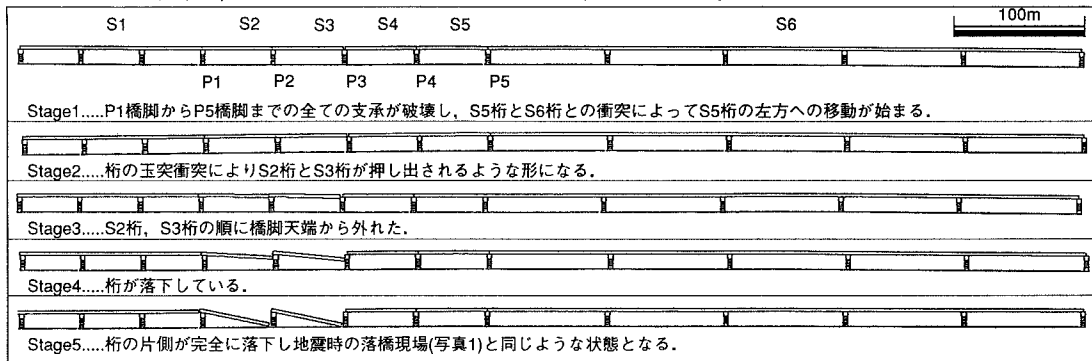 S1 S2 S3 S4 S5 S6 100m
P1 P2 P3 P4 P5
Stage1.....P1橋脚からP5橋脚までの全ての支承が破壊し，S5桁とS6桁との衝突によってS5桁の左方への移動が始まる．
Stage2.....桁の玉突衝突によりS2桁とS3桁が押し出されるような形になる．
Stage3.....S2桁，S3桁の順に橋脚天端から外れた．
Stage4.....桁が落下している．
Stage5.....桁の片側が完全に落下し地震時の落橋現場(写真1)と同じような状態となる．